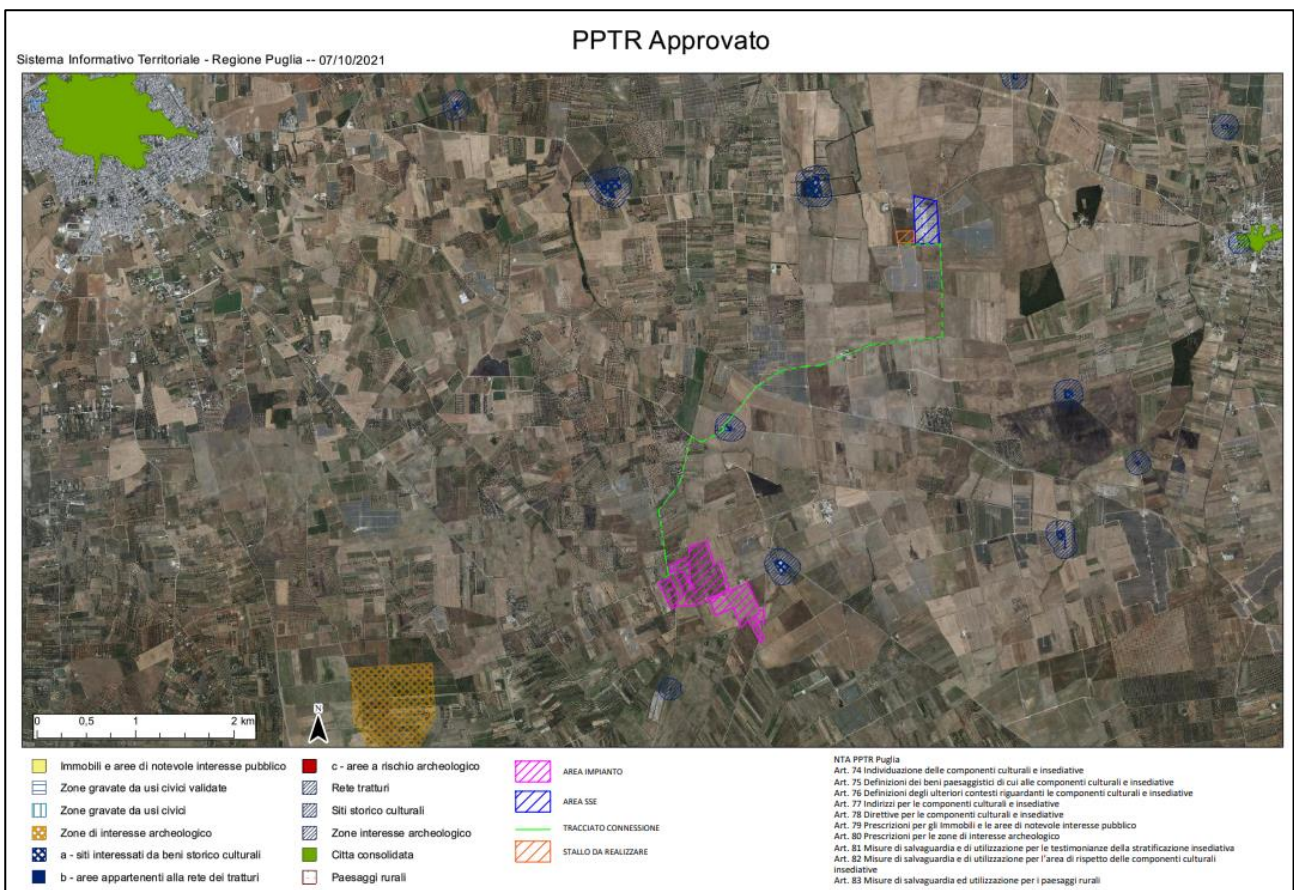 PPTR Approvato
Sistema Informativo Territoriale - Regione Puglia -- 07/10/2021
0 0,5 1 2 km
N
Immobili e aree di notevole interesse pubblico
Zone gravate da usi civici validate
Zone gravate da usi civici
Zone di interesse archeologico
a - siti interessati da beni storico culturali
b - aree appartenenti alla rete dei tratturi
c - aree a rischio archeologico
Rete tratturi
Siti storico culturali
Zone interesse archeologico
Citta consolidata
Paesaggi rurali
AREA IMPIANTO
AREA SSE
TRACCIATO CONNESSIONE
STALLO DA REALIZZARE
NTA PPTR Puglia
Art. 74 Individuazione delle componenti culturali e insediative
Art. 75 Definizioni dei beni paesaggistici di cui alle componenti culturali e insediative
Art. 76 Definizioni degli ulteriori contesti riguardanti le componenti culturali e insediative
Art. 77 Indirizzi per le componenti culturali e insediative
Art. 78 Direttive per le componenti culturali e insediative
Art. 79 Prescrizioni per gli Immobili e le aree di notevole interesse pubblico
Art. 80 Prescrizioni per le zone di interesse archeologico
Art. 81 Misure di salvaguardia e di utilizzazione per le testimonianze della stratificazione insediativa
Art. 82 Misure di salvaguardia e di utilizzazione per l'area di rispetto delle componenti culturali
insediative
Art. 83 Misure di salvaguardia ed utilizzazione per i paesaggi rurali